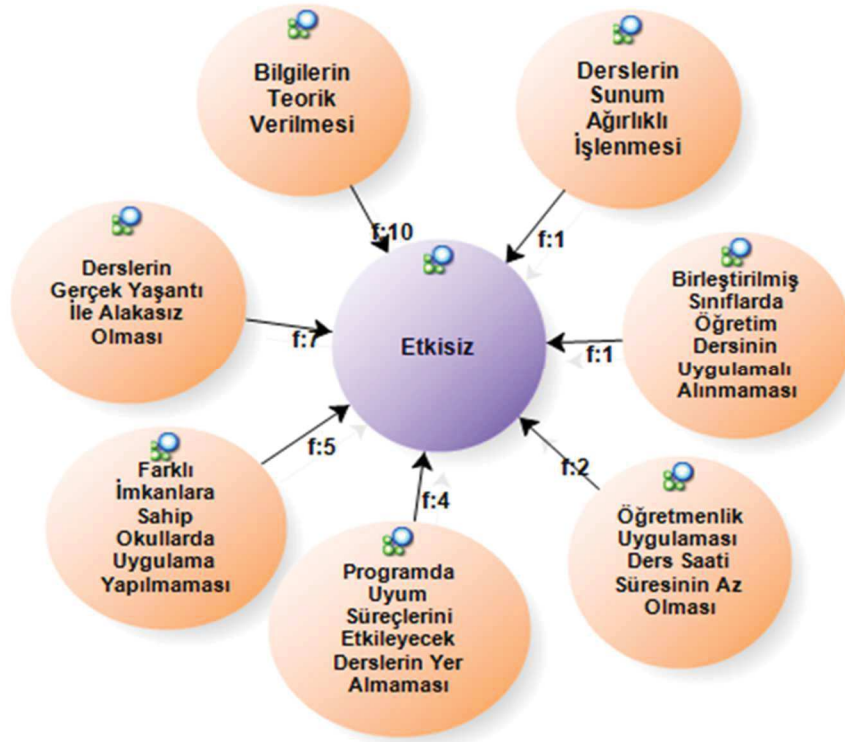 Bilgilerin
Teorik
Verilmesi
f:10
Derslerin
Sunum
Ağırlıklı
İşlenmesi
f:1
Derslerin
Gerçek Yaşantı
İle Alakasız
Olması
f:7
Etkisiz
Birleştirilmiş
Sınıflarda
Öğretim
Dersinin
Uygulamalı
Alınmaması
f:1
Farklı
İmkanlara
Sahip
Okullarda
Uygulama
Yapılmaması
f:5
Programda
Uyum
Süreçlerini
Etkileyecek
Derslerin Yer
Almaması
f:4
Öğretmenlik
Uygulaması
Ders Saati
Süresinin Az
Olması
f:2